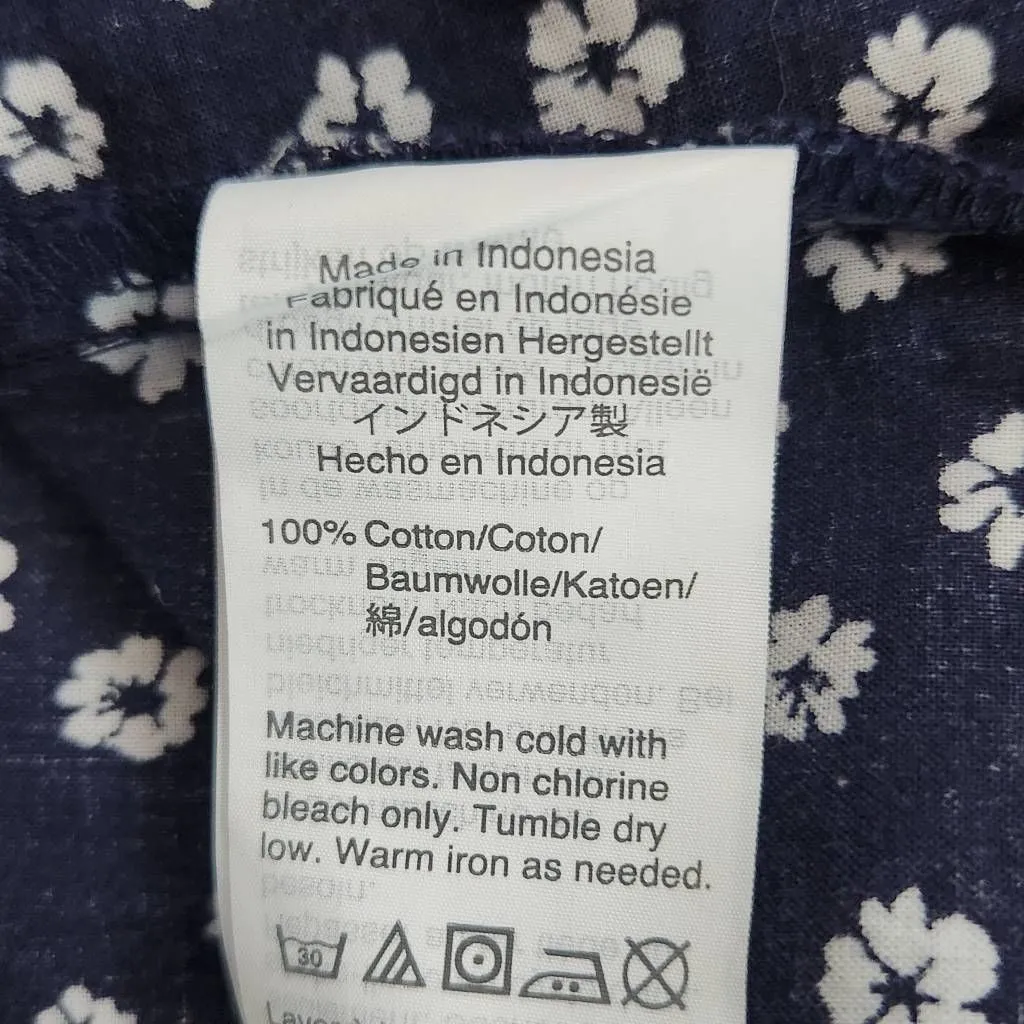 Made in Indonesia
Fabriqué en Indonésie
in Indonesien Hergestellt
Vervaardigd in Indonesië
インドネシア製
Hecho en Indonesia
100% Cotton/Coton/
Baumwolle/Katoen/
綿/algodón
Machine wash cold with
like colors. Non chlorine
bleach only. Tumble dry
low. Warm iron as needed.
30